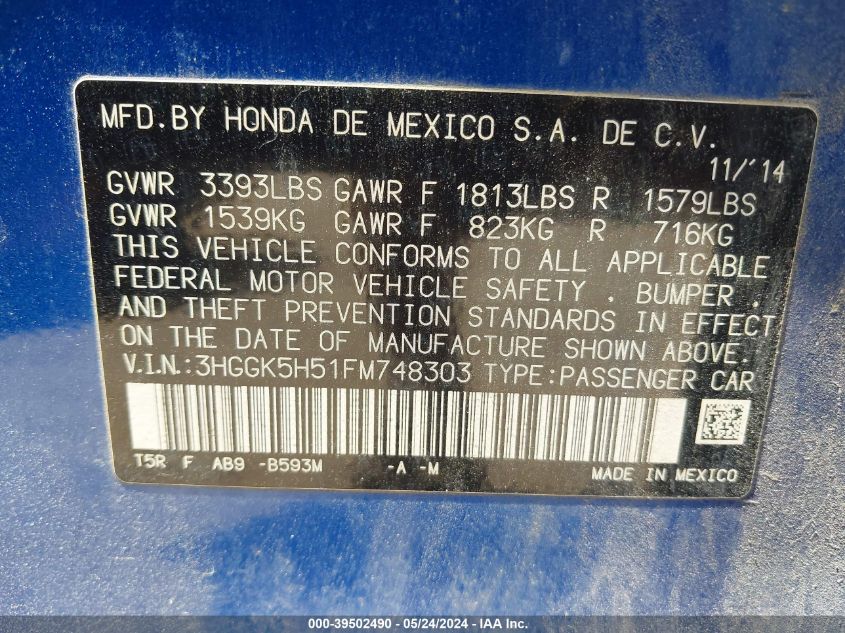 MFD.BY HONDA DE MEXICO S.A. DE C.V.
11/'14
GVWR 3393LBS GAWR F 1813LBS R 1579LBS
GVWR 1539KG GAWR F 823KG R 716KG
THIS VEHICLE CONFORMS TO ALL APPLICABLE
FEDERAL MOTOR VEHICLE SAFETY . BUMPER .
AND THEFT PREVENTION STANDARDS IN EFFECT
ON THE DATE OF MANUFACTURE SHOWN ABOVE.
V.I.N.:3HGGK5H51FM748303 TYPE:PASSENGER CAR
T5R F AB9 -B593M -A -M MADE IN MEXICO
000-39502490 - 05/24/2024 - IAAI.com